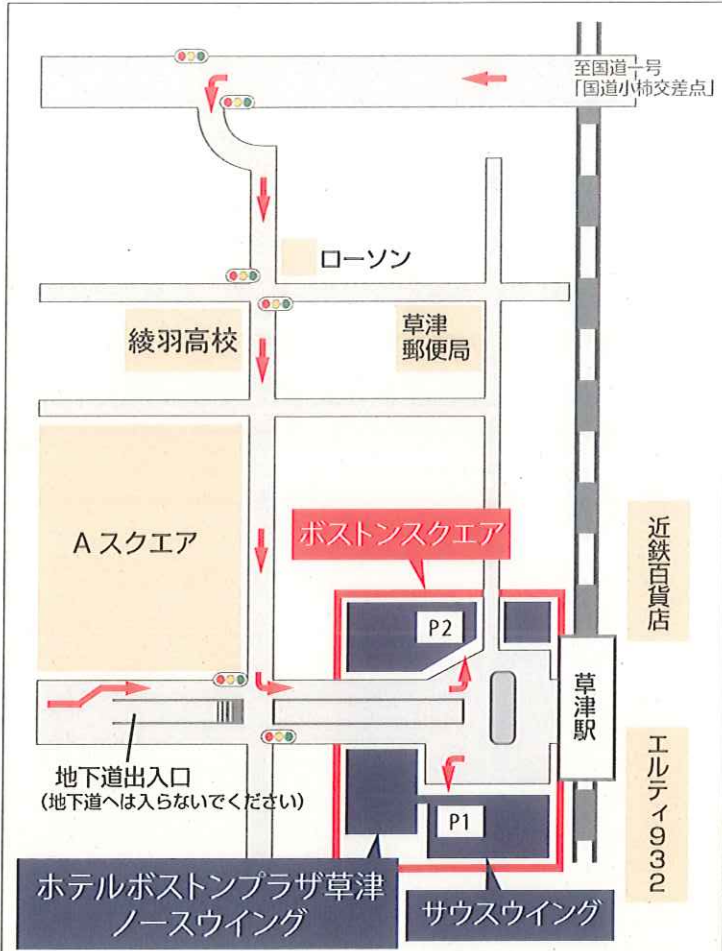 至国道一号
「国道小柿交差点」
ローソン
綾羽高校
草津
郵便局
Aスクエア
ボストンスクエア
近鉄百貨店
P2
草津駅
地下道出入口
(地下道へは入らないでください)
エルティ932
P1
ホテルボストンプラザ草津
ノースウイング
サウスウイング